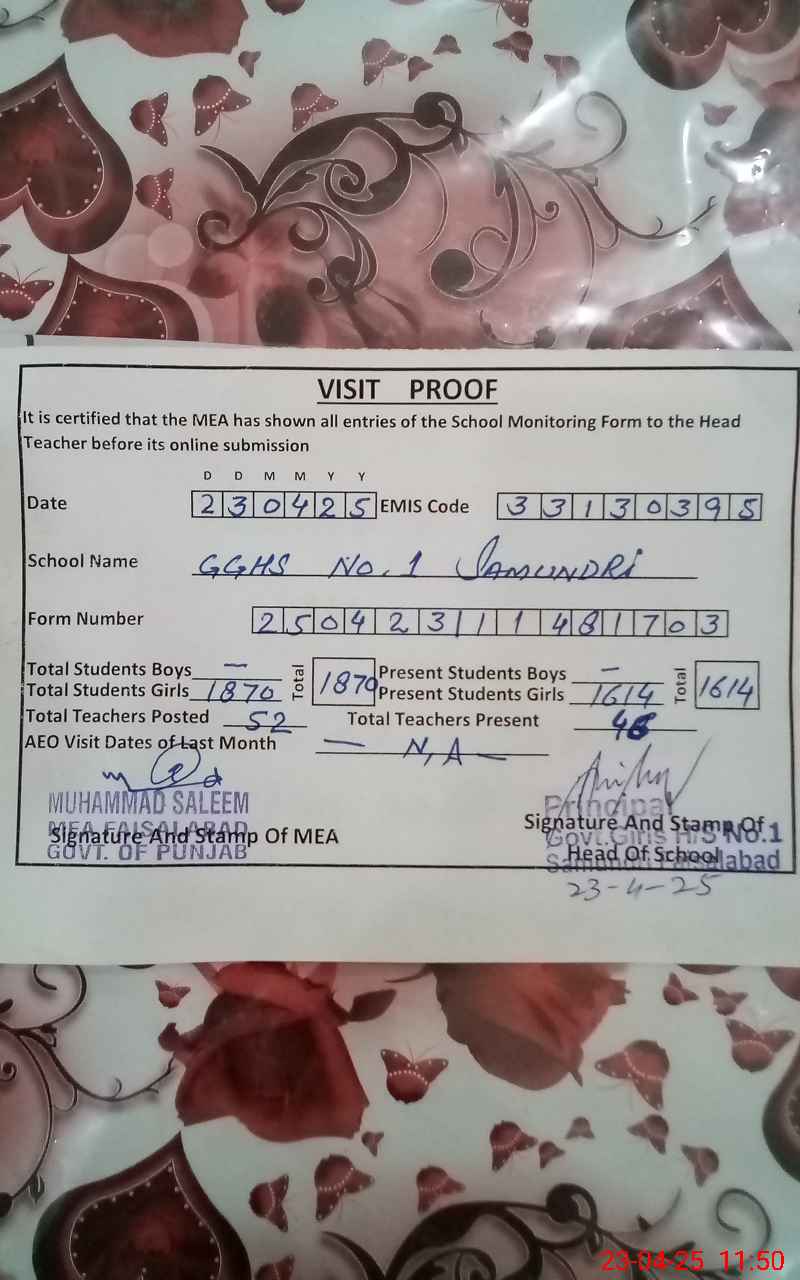 VISIT PROOF
It is certified that the MEA has shown all entries of the School Monitoring Form to the Head
Teacher before its online submission
D D M M Y Y
Date 230425 EMIS Code 33130395
School Name GGHS No. 1 SAMUNDRI
Form Number 25042311481703
Total Students Boys — Total Present Students Boys — Total
Total Students Girls 1870 1870 Present Students Girls 1614 1614
Total Teachers Posted 52 Total Teachers Present
AEO Visit Dates of Last Month — N,A —
MUHAMMAD SALEEM
MEA FAISALABAD
Signature And Stamp Of MEA
GOVT. OF PUNJAB
Principal
Signature And Stamp Of
Govt. Girls H/S No.1
Head Of School
23-4-25
23-04-25 11:50